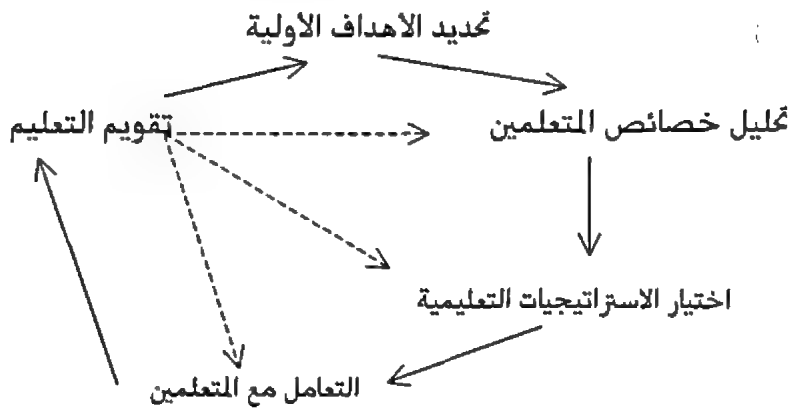 تحديد الأهداف الأولية
تحليل خصائص المتعلمين
تقويم التعليم
اختيار الاستراتيجيات التعليمية
التعامل مع المتعلمين